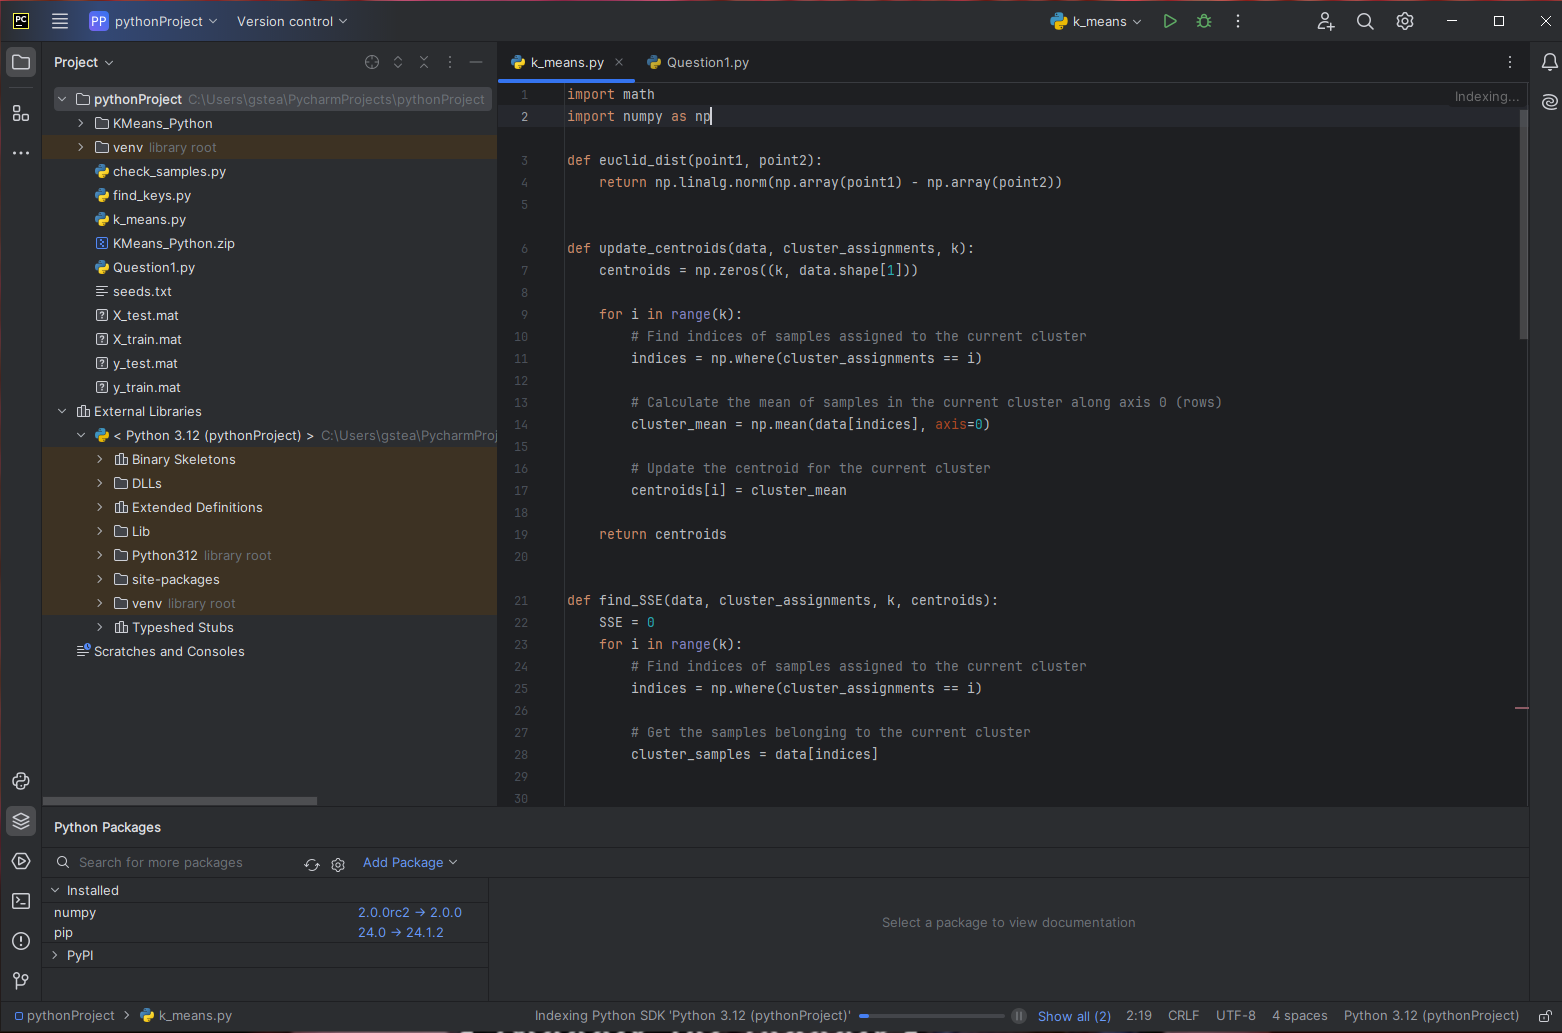 PC
PP pythonProject
Version control
k_means
Project
k_means.py
Question1.py
pythonProject C:\Users\gstea\PycharmProjects\pythonProject
KMeans_Python
venv library root
check_samples.py
find_keys.py
k_means.py
KMeans_Python.zip
Question1.py
seeds.txt
X_test.mat
X_train.mat
y_test.mat
y_train.mat
External Libraries
< Python 3.12 (pythonProject) > C:\Users\gstea\PycharmProj
Binary Skeletons
DLLs
Extended Definitions
Lib
Python312 library root
site-packages
venv library root
Typeshed Stubs
Scratches and Consoles
Indexing...
1 import math
2 import numpy as np
3 def euclid_dist(point1, point2):
4 return np.linalg.norm(np.array(point1) - np.array(point2))
5
6 def update_centroids(data, cluster_assignments, k):
7 centroids = np.zeros((k, data.shape[1]))
8
9 for i in range(k):
10 # Find indices of samples assigned to the current cluster
11 indices = np.where(cluster_assignments == i)
12
13 # Calculate the mean of samples in the current cluster along axis 0 (rows)
14 cluster_mean = np.mean(data[indices], axis=0)
15
16 # Update the centroid for the current cluster
17 centroids[i] = cluster_mean
18
19 return centroids
20
21 def find_SSE(data, cluster_assignments, k, centroids):
22 SSE = 0
23 for i in range(k):
24 # Find indices of samples assigned to the current cluster
25 indices = np.where(cluster_assignments == i)
26
27 # Get the samples belonging to the current cluster
28 cluster_samples = data[indices]
29
30
Python Packages
Search for more packages
Add Package
Installed
numpy 2.0.0rc2 → 2.0.0
pip 24.0 → 24.1.2
PyPI
Select a package to view documentation
pythonProject > k_means.py
Indexing Python SDK 'Python 3.12 (pythonProject)'
Show all (2)
2:19
CRLF
UTF-8
4 spaces
Python 3.12 (pythonProject)